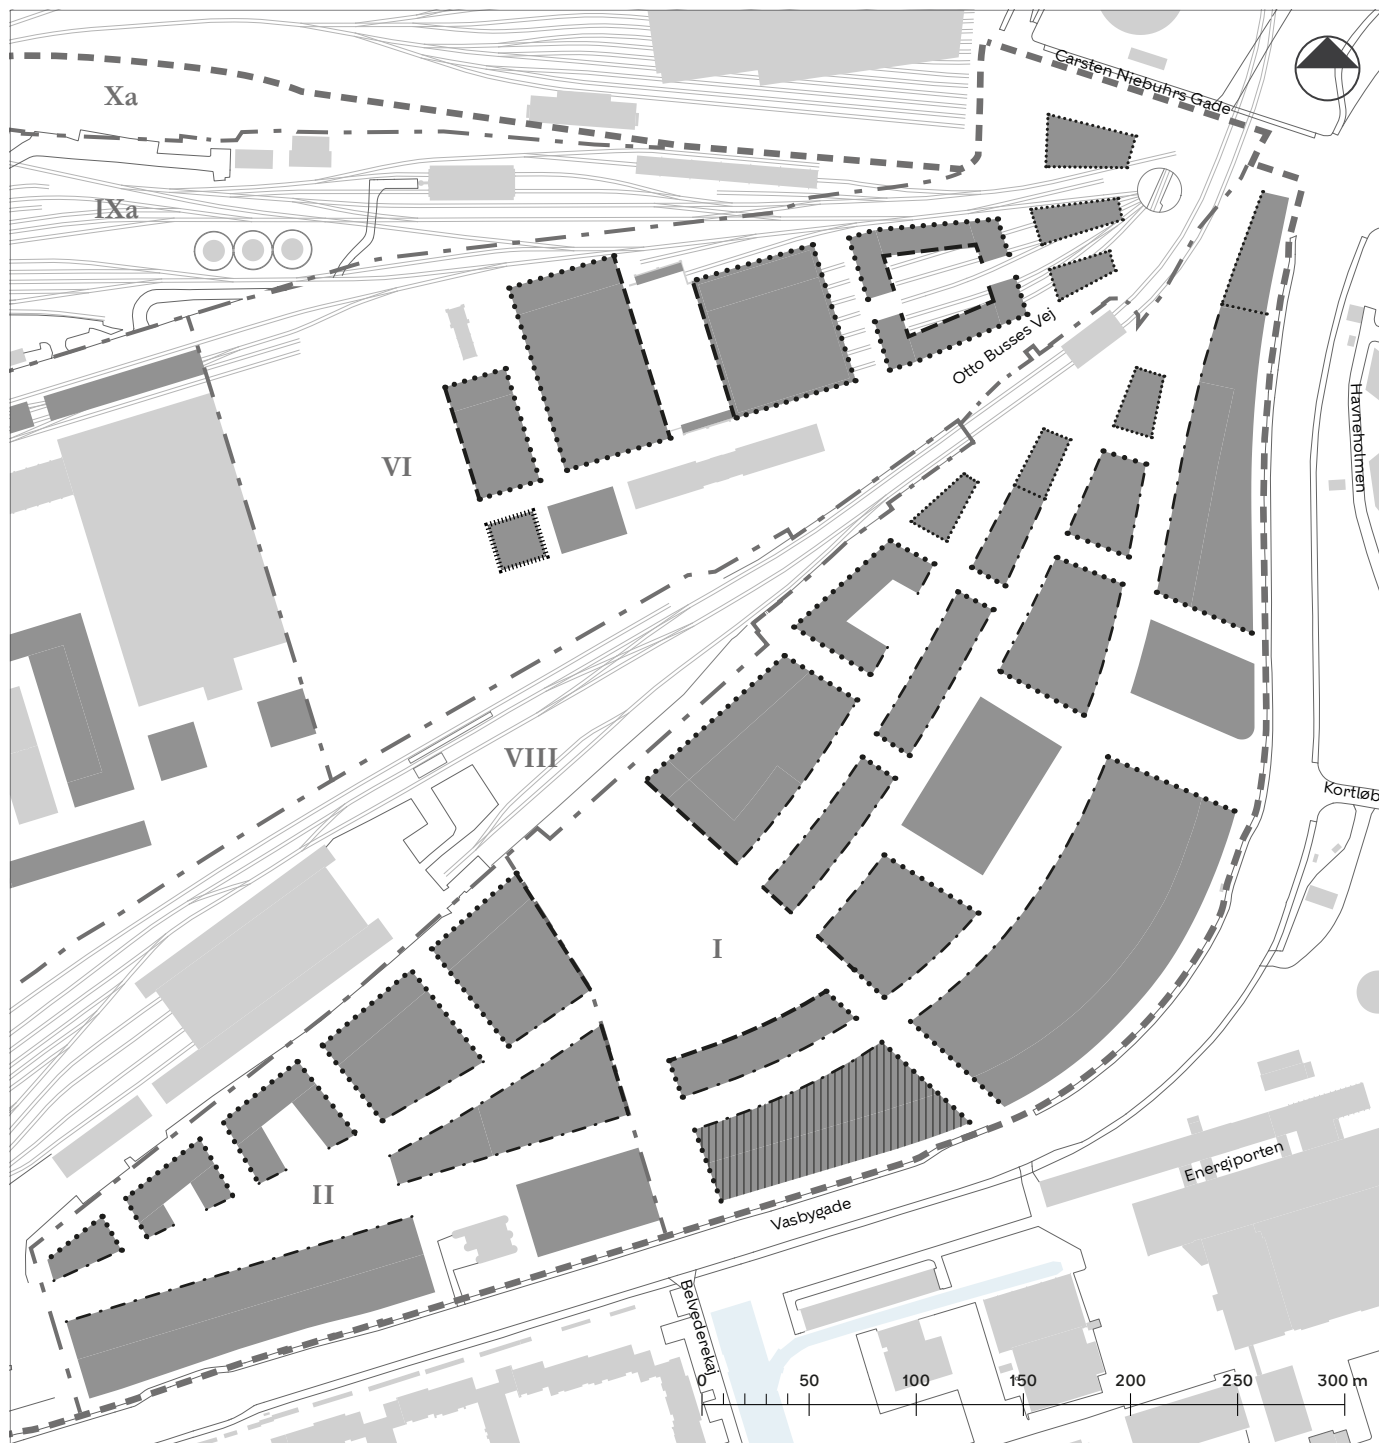 Carsten Niebuhrs Gade
Xa
IXa
Otto Busses Vej
Havneholmen
VI
VIII
Kortløb
I
II
Energiporten
Vasbygade
Belvederekaj
0 50 100 150 200 250 300 m